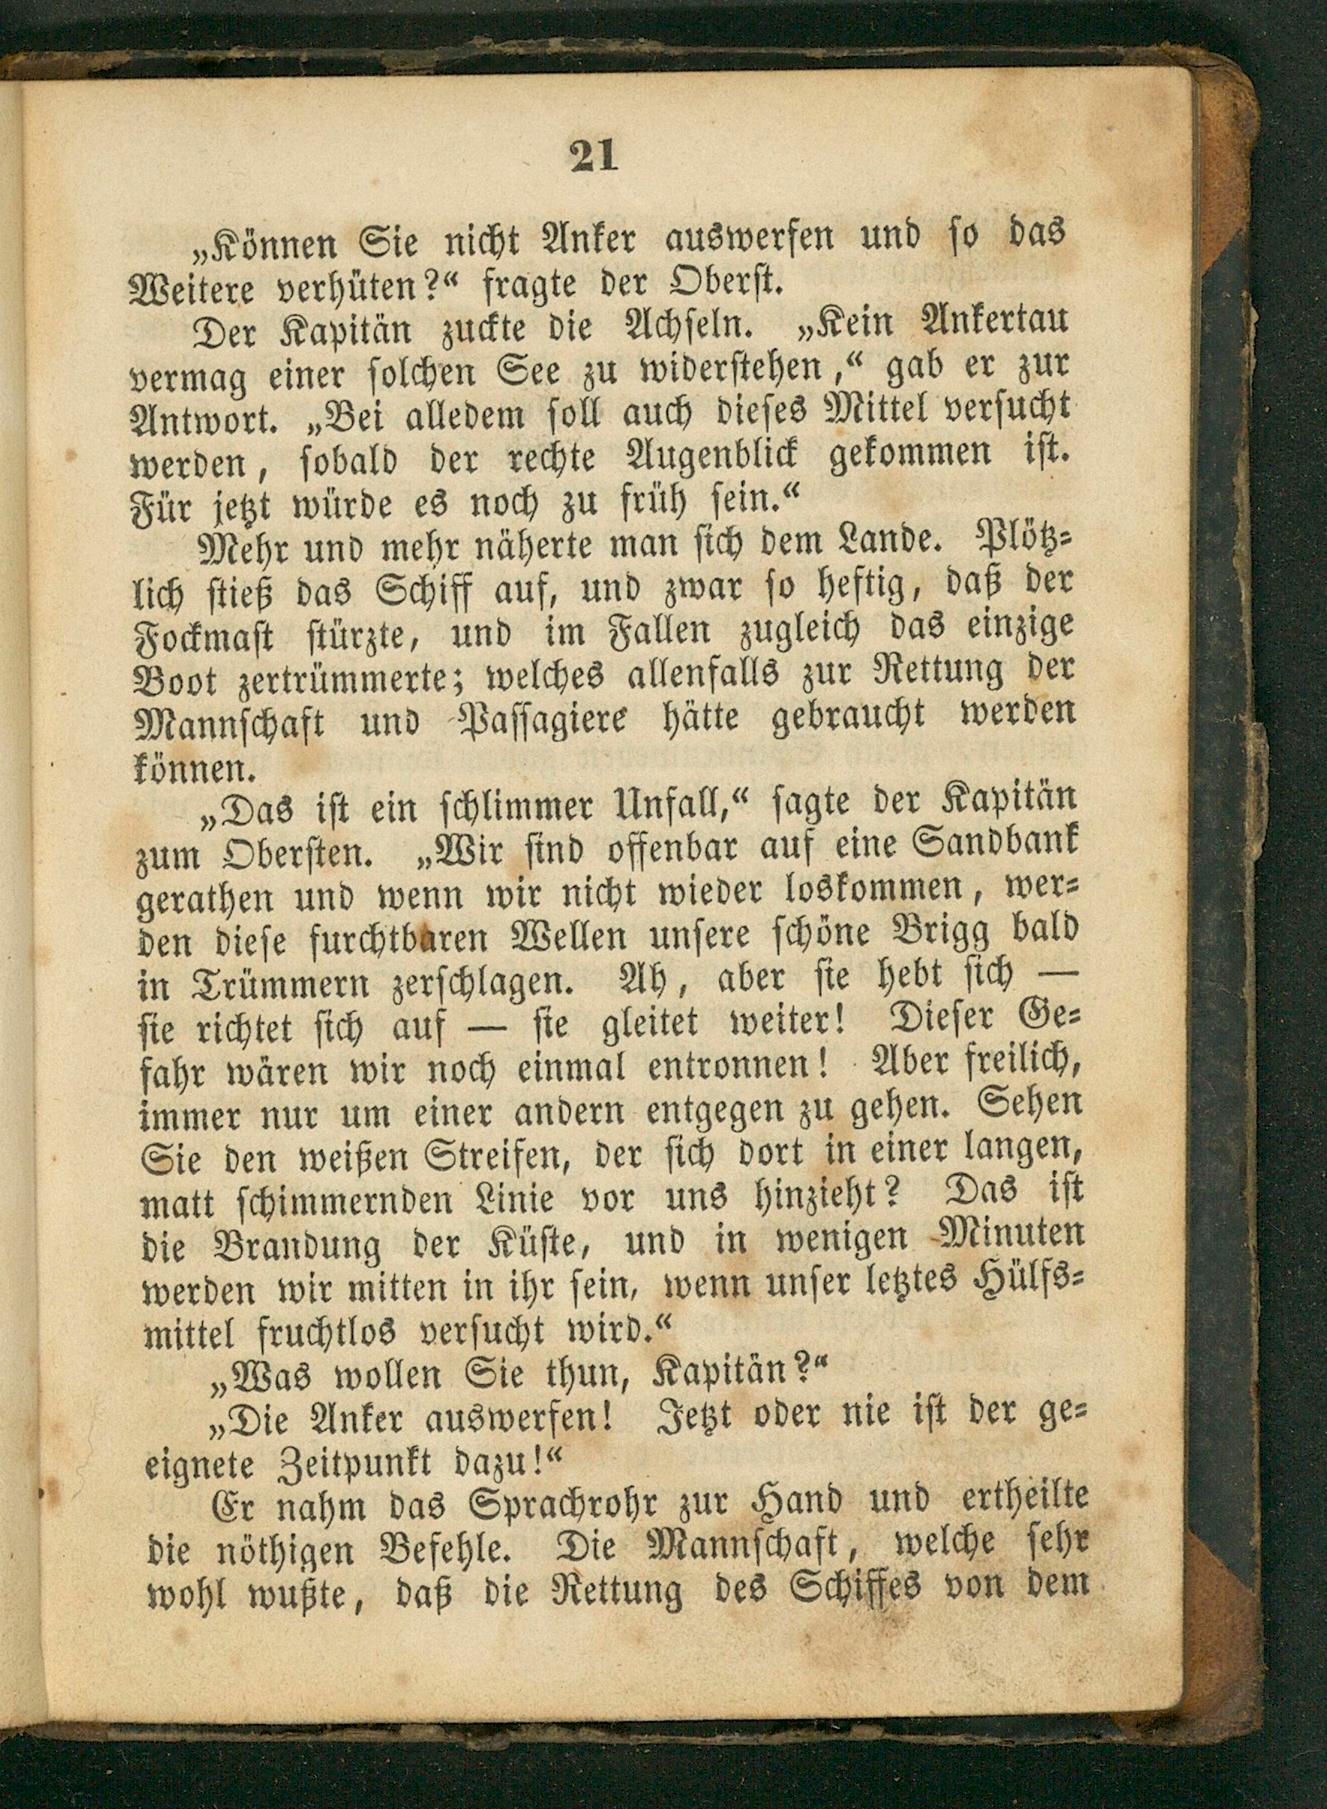 21
„Können Sie nicht Anker auswerfen und so das
Weitere verhüten?“ fragte der Oberst.
Der Kapitän zuckte die Achseln. „Kein Ankertau
vermag einer solchen See zu widerstehen,“ gab er zur
Antwort. „Bei alledem soll auch dieses Mittel versucht
werden, sobald der rechte Augenblick gekommen ist.
Für jetzt würde es noch zu früh sein.“
Mehr und mehr näherte man sich dem Lande. Plötz-
lich stieß das Schiff auf, und zwar so heftig, daß der
Fockmast stürzte, und im Fallen zugleich das einzige
Boot zertrümmerte; welches allenfalls zur Rettung der
Mannschaft und Passagiere hätte gebraucht werden
können.
„Das ist ein schlimmer Unfall,“ sagte der Kapitän
zum Obersten. „Wir sind offenbar auf eine Sandbank
gerathen und wenn wir nicht wieder loskommen, wer-
den diese furchtbaren Wellen unsere schöne Brigg bald
in Trümmern zerschlagen. Ah, aber sie hebt sich —
sie richtet sich auf — sie gleitet weiter! Dieser Ge-
fahr wären wir noch einmal entronnen! Aber freilich,
immer nur um einer andern entgegen zu gehen. Sehen
Sie den weißen Streifen, der sich dort in einer langen,
matt schimmernden Linie vor uns hinzieht? Das ist
die Brandung der Küste, und in wenigen Minuten
werden wir mitten in ihr sein, wenn unser letztes Hülfs-
mittel fruchtlos versucht wird.“
„Was wollen Sie thun, Kapitän?“
„Die Anker auswerfen! Jetzt oder nie ist der ge-
eignete Zeitpunkt dazu!“
Er nahm das Sprachrohr zur Hand und ertheilte
die nöthigen Befehle. Die Mannschaft, welche sehr
wohl wußte, daß die Rettung des Schiffes von dem